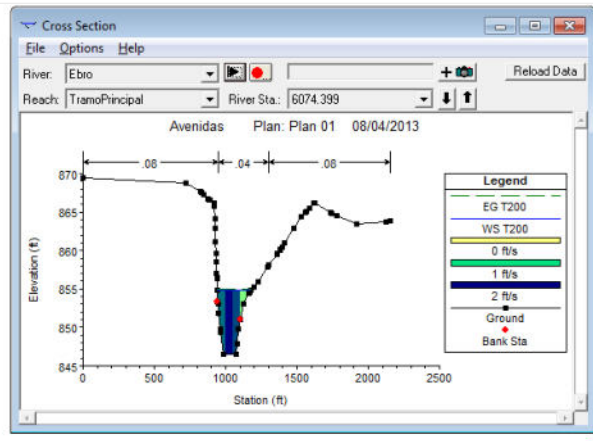 Cross Section
File Options Help
River: Ebro
Reload Data
Reach: TramoPrincipal River Sta.: 6074.399
Avenidas Plan: Plan 01 08/04/2013
.08 .04 .08
870
865
860
855
850
845
Elevation (ft)
0 500 1000 1500 2000 2500
Station (ft)
Legend
EG T200
WS T200
0 ft/s
1 ft/s
2 ft/s
Ground
Bank Sta